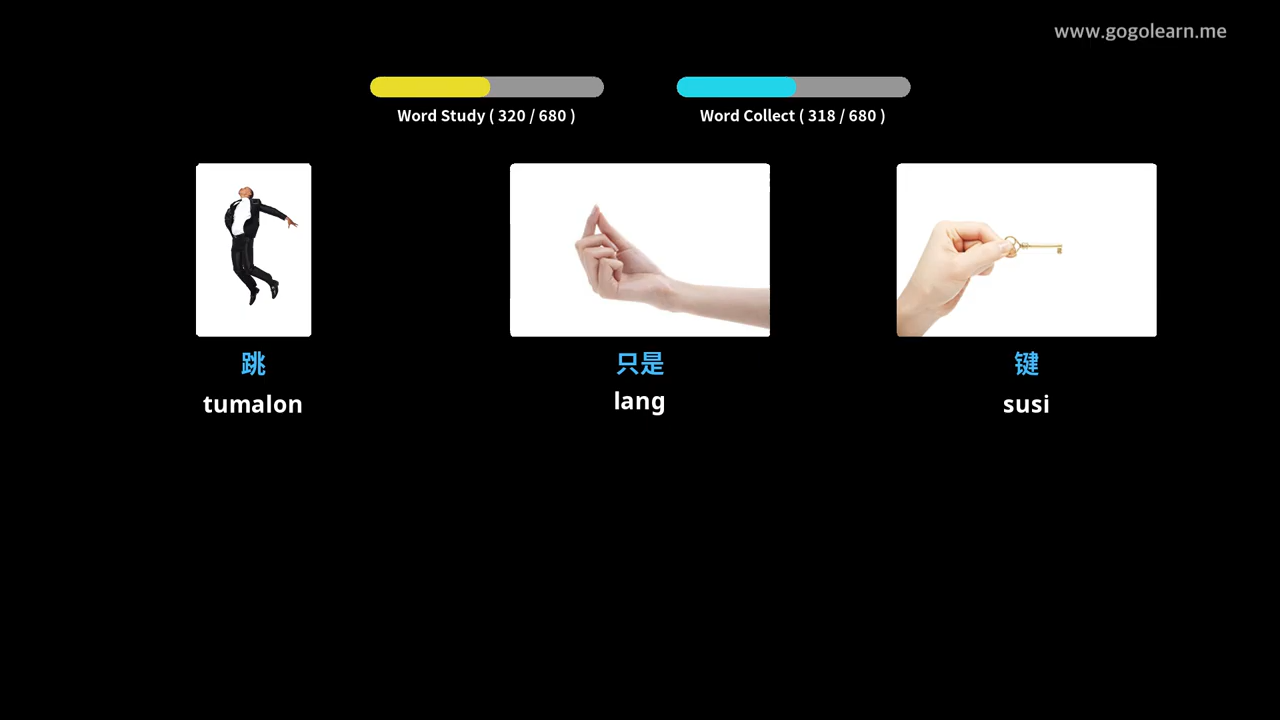 www.gogolearn.me
Word Study ( 320 / 680 )
Word Collect ( 318 / 680 )
跳
只是
键
tumalon
lang
susi